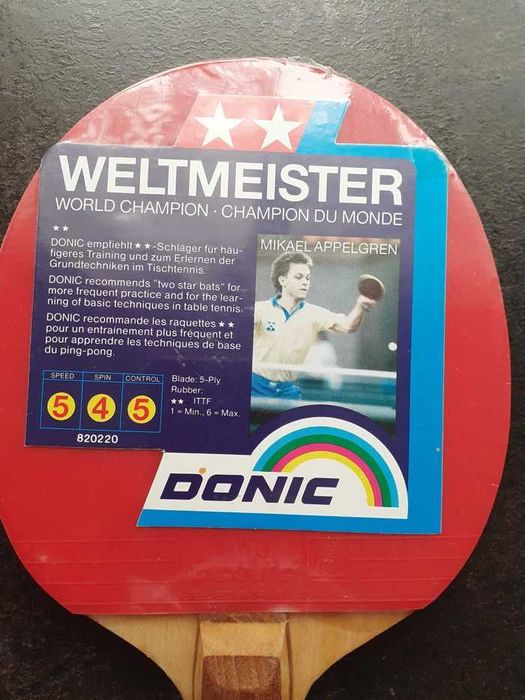 WELTMEISTER
WORLD CHAMPION · CHAMPION DU MONDE
★★
DONIC empfiehlt ★★-Schläger für häu-
figeres Training und zum Erlernen der
Grundtechniken im Tischtennis.
DONIC recommends "two star bats" for
more frequent practice and for the lear-
ning of basic techniques in table tennis.
DONIC recommande les raquettes ★★
pour un entrainement plus fréquent et
pour apprendre les techniques de base
du ping-pong.
MIKAEL APPELGREN
SPEED SPIN CONTROL
5 4 5
820220
Blade: 5-Ply
Rubber:
★★ ITTF
1 = Min., 6 = Max.
DONIC